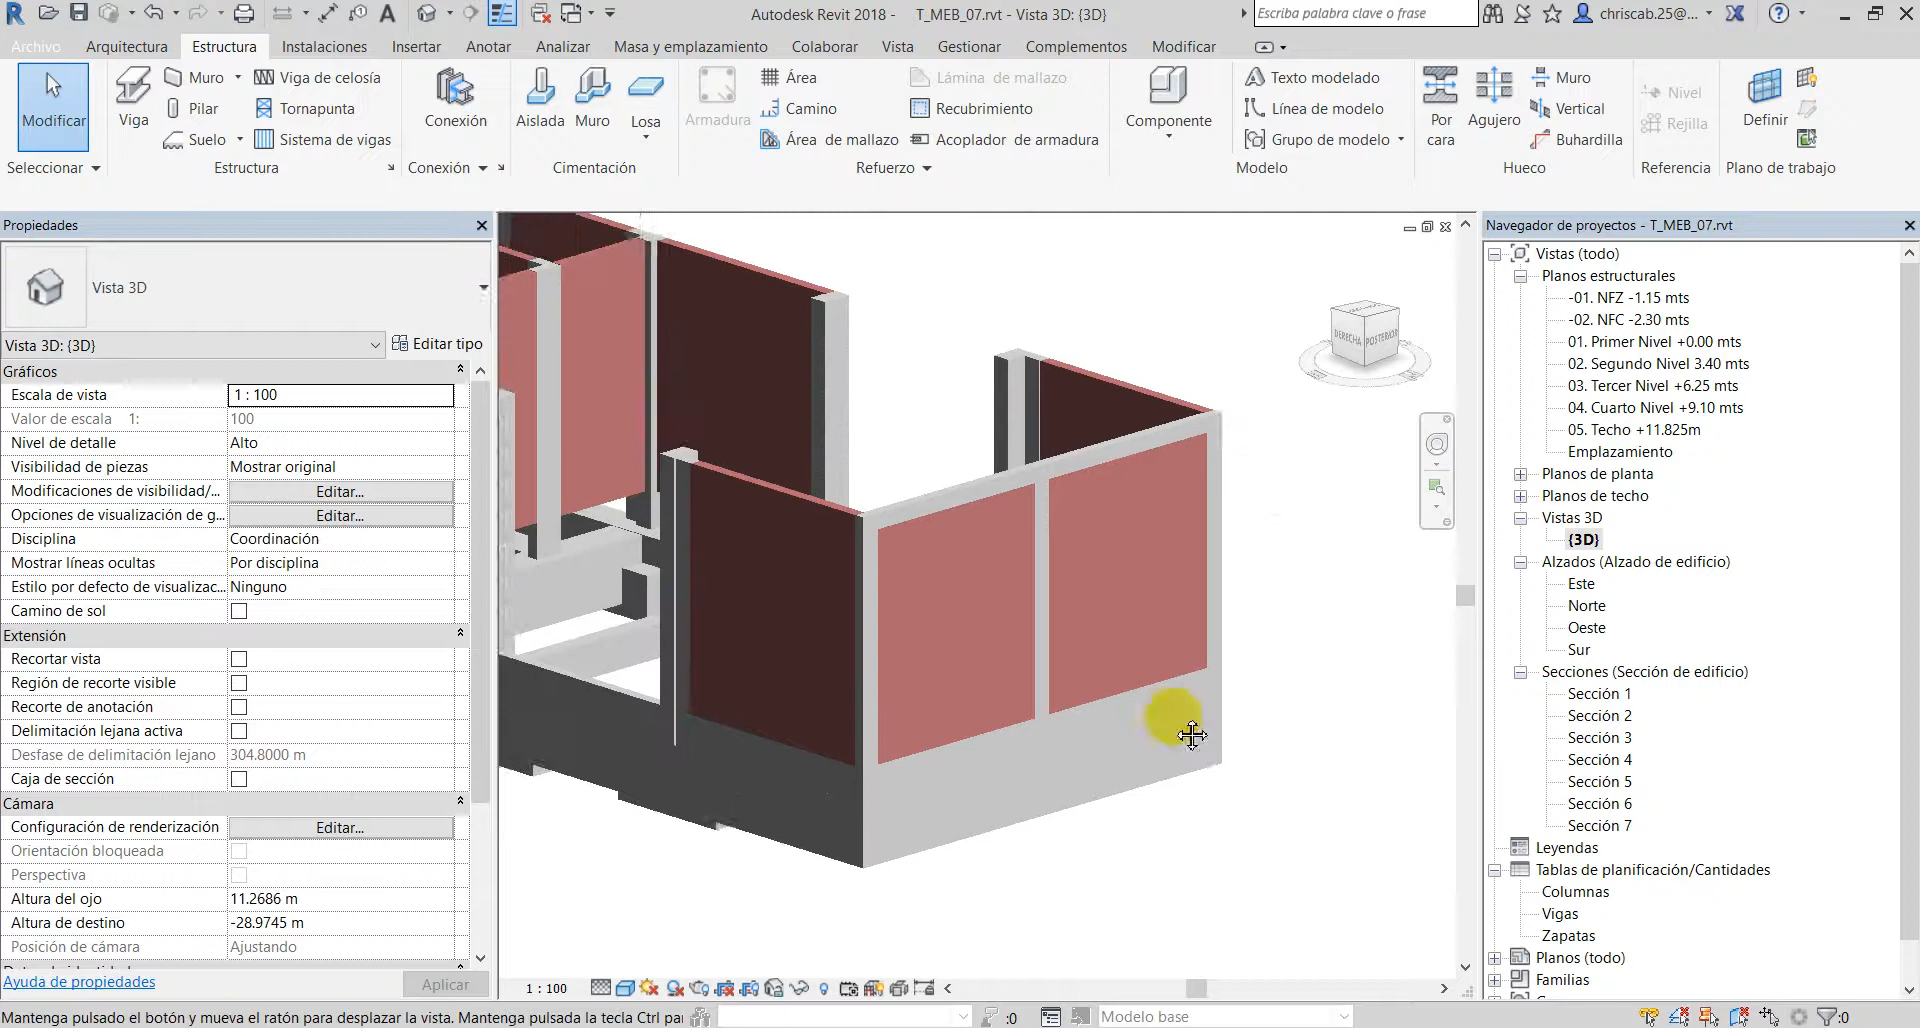 Autodesk Revit 2018 - T_MEB_07.rvt - Vista 3D: {3D}
Escriba palabra clave o frase
chriscab.25@...
Archivo
Arquitectura
Estructura
Instalaciones
Insertar
Anotar
Analizar
Masa y emplazamiento
Colaborar
Vista
Gestionar
Complementos
Modificar
Modificar
Seleccionar
Viga
Muro
Pilar
Suelo
Viga de celosía
Tornapunta
Sistema de vigas
Estructura
Conexión
Conexión
Aislada
Muro
Losa
Cimentación
Armadura
Área
Camino
Área de mallazo
Lámina de mallazo
Recubrimiento
Acoplador de armadura
Refuerzo
Componente
Texto modelado
Línea de modelo
Grupo de modelo
Modelo
Por cara
Agujero
Muro
Vertical
Buhardilla
Hueco
Nivel
Rejilla
Referencia
Definir
Plano de trabajo
Propiedades
Vista 3D
Vista 3D: {3D}
Editar tipo
Gráficos
Escala de vista 1 : 100
Valor de escala 1: 100
Nivel de detalle Alto
Visibilidad de piezas Mostrar original
Modificaciones de visibilidad/... Editar...
Opciones de visualización de g... Editar...
Disciplina Coordinación
Mostrar líneas ocultas Por disciplina
Estilo por defecto de visualizac... Ninguno
Camino de sol
Extensión
Recortar vista
Región de recorte visible
Recorte de anotación
Delimitación lejana activa
Desfase de delimitación lejano 304.8000 m
Caja de sección
Cámara
Configuración de renderización Editar...
Orientación bloqueada
Perspectiva
Altura del ojo 11.2686 m
Altura de destino -28.9745 m
Posición de cámara Ajustando
Ayuda de propiedades
Aplicar
DERECHA
POSTERIOR
1 : 100
Navegador de proyectos - T_MEB_07.rvt
Vistas (todo)
Planos estructurales
-01. NFZ -1.15 mts
-02. NFC -2.30 mts
01. Primer Nivel +0.00 mts
02. Segundo Nivel 3.40 mts
03. Tercer Nivel +6.25 mts
04. Cuarto Nivel +9.10 mts
05. Techo +11.825m
Emplazamiento
Planos de planta
Planos de techo
Vistas 3D
{3D}
Alzados (Alzado de edificio)
Este
Norte
Oeste
Sur
Secciones (Sección de edificio)
Sección 1
Sección 2
Sección 3
Sección 4
Sección 5
Sección 6
Sección 7
Leyendas
Tablas de planificación/Cantidades
Columnas
Vigas
Zapatas
Planos (todo)
Familias
Mantenga pulsado el botón y mueva el ratón para desplazar la vista. Mantenga pulsada la tecla Ctrl par
:0
Modelo base
:0